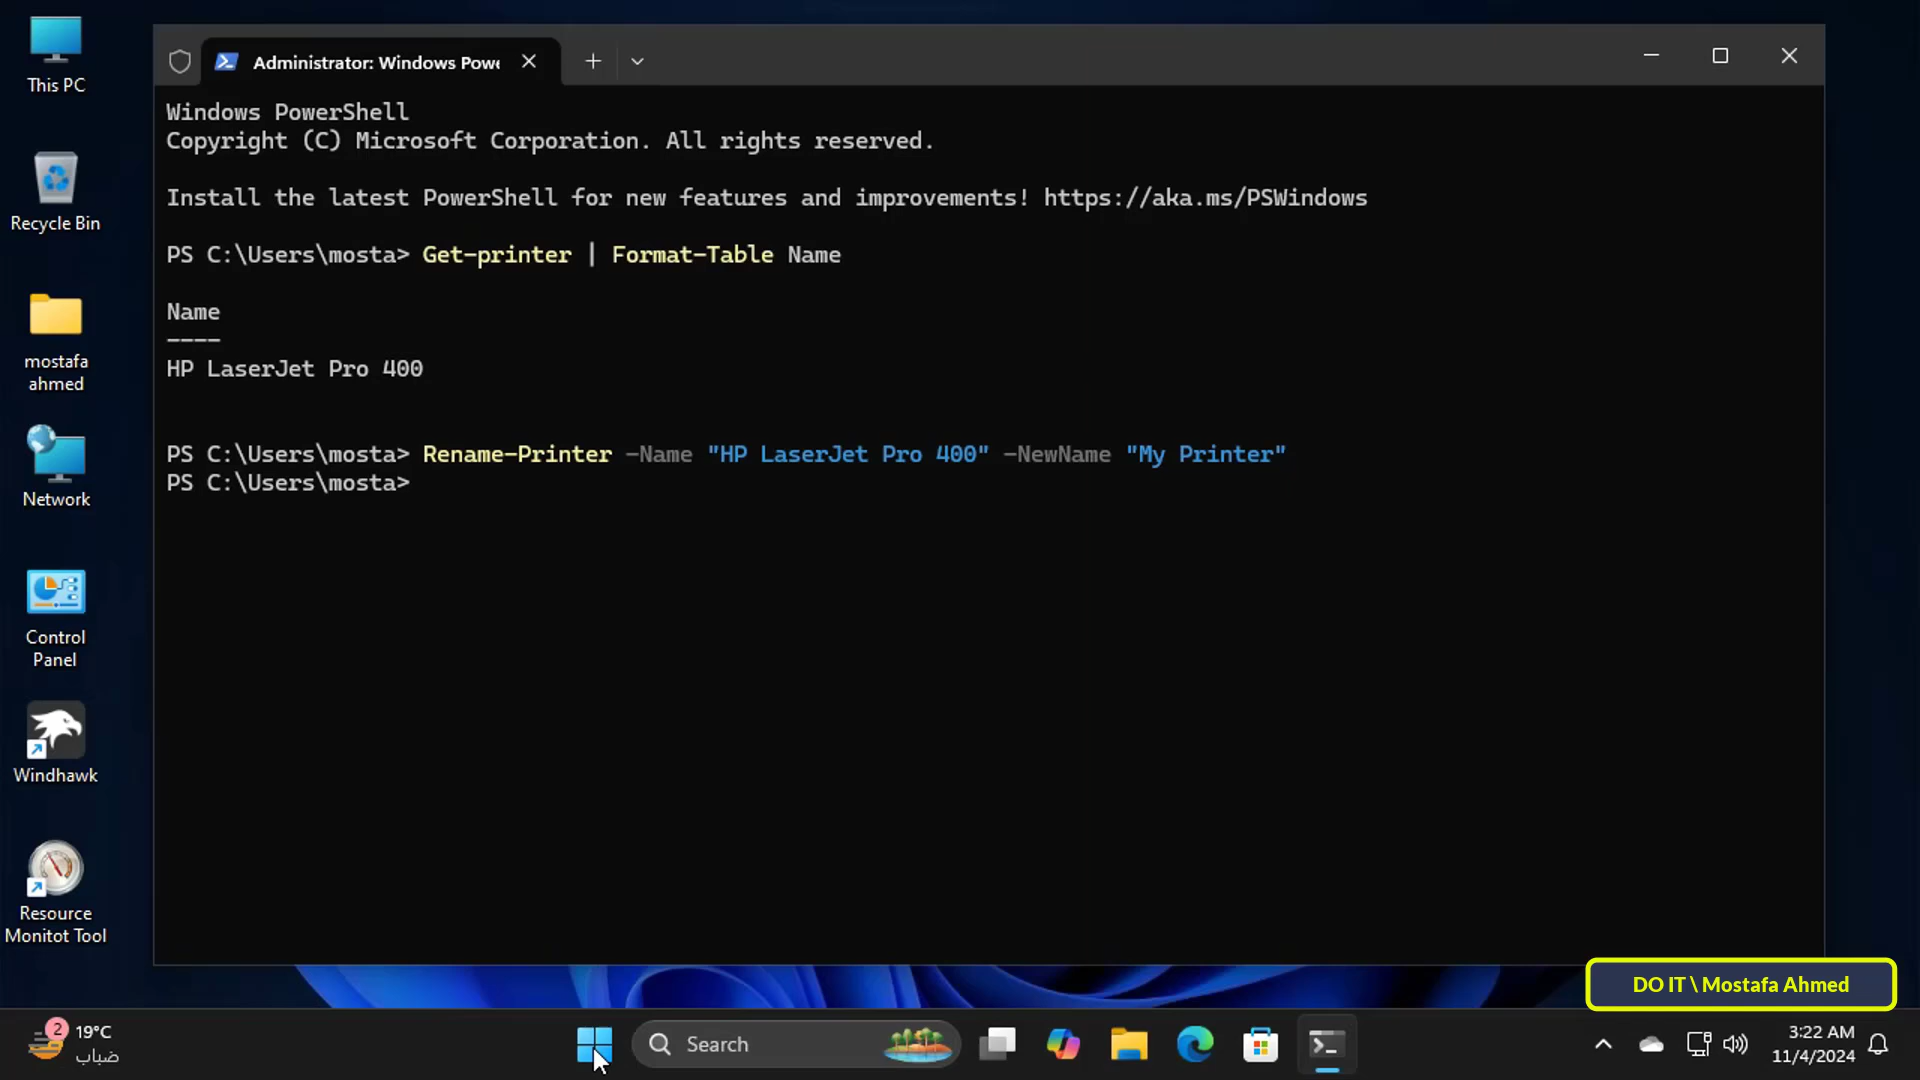 This PC
Recycle Bin
mostafa
ahmed
Network
Control
Panel
Windhawk
Resource
Monitot Tool
Administrator: Windows Powe
Windows PowerShell
Copyright (C) Microsoft Corporation. All rights reserved.
Install the latest PowerShell for new features and improvements! https://aka.ms/PSWindows
PS C:\Users\mosta> Get-printer | Format-Table Name
Name
----
HP LaserJet Pro 400
PS C:\Users\mosta> Rename-Printer -Name "HP LaserJet Pro 400" -NewName "My Printer"
PS C:\Users\mosta>
DO IT \ Mostafa Ahmed
2
19°C
ضباب
Search
3:22 AM
11/4/2024